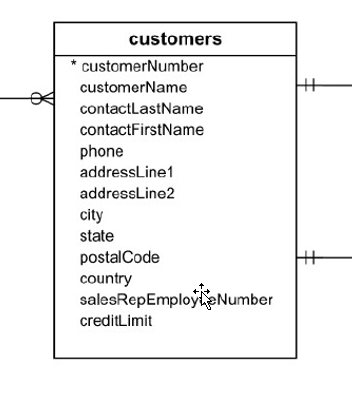 customers
* customerNumber
customerName
contactLastName
contactFirstName
phone
addressLine1
addressLine2
city
state
postalCode
country
salesRepEmployeeNumber
creditLimit